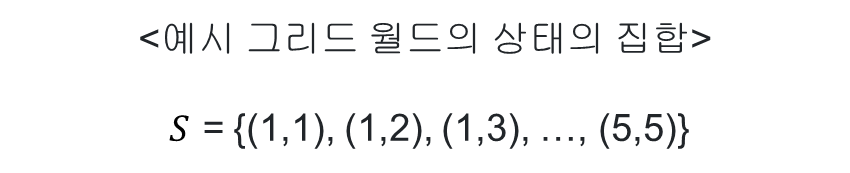 <예시 그리드 월드의 상태의 집합>
S = {(1,1), (1,2), (1,3), …, (5,5)}